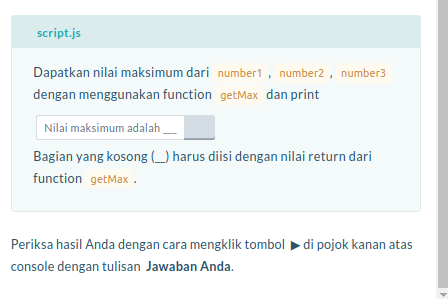 script.js
Dapatkan nilai maksimum dari number1 , number2 , number3
dengan menggunakan function getMax dan print
Nilai maksimum adalah ___
Bagian yang kosong (__) harus diisi dengan nilai return dari
function getMax .
Periksa hasil Anda dengan cara mengklik tombol ▶ di pojok kanan atas
console dengan tulisan Jawaban Anda.